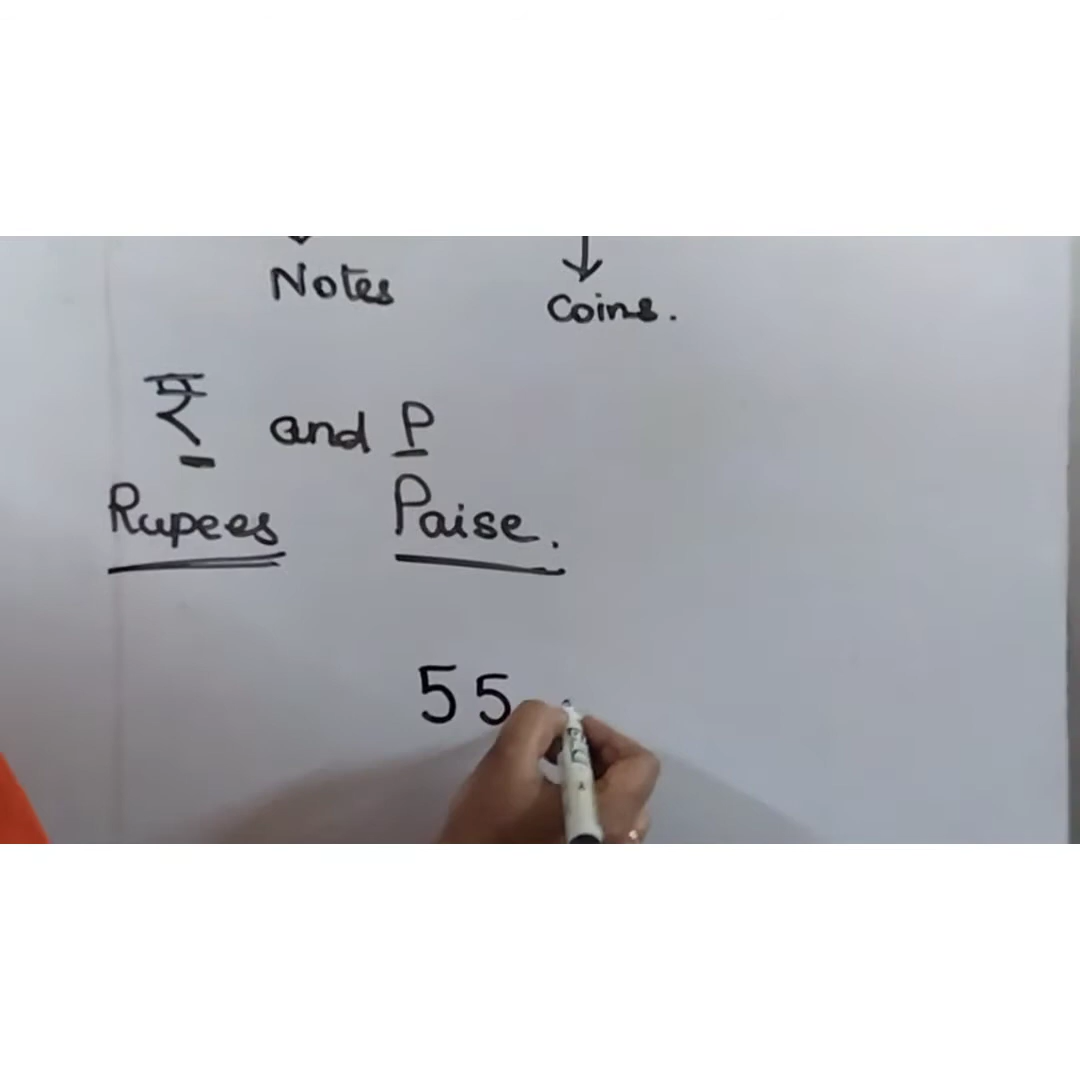 Notes Coins.
₹ and P
Rupees Paise.
55